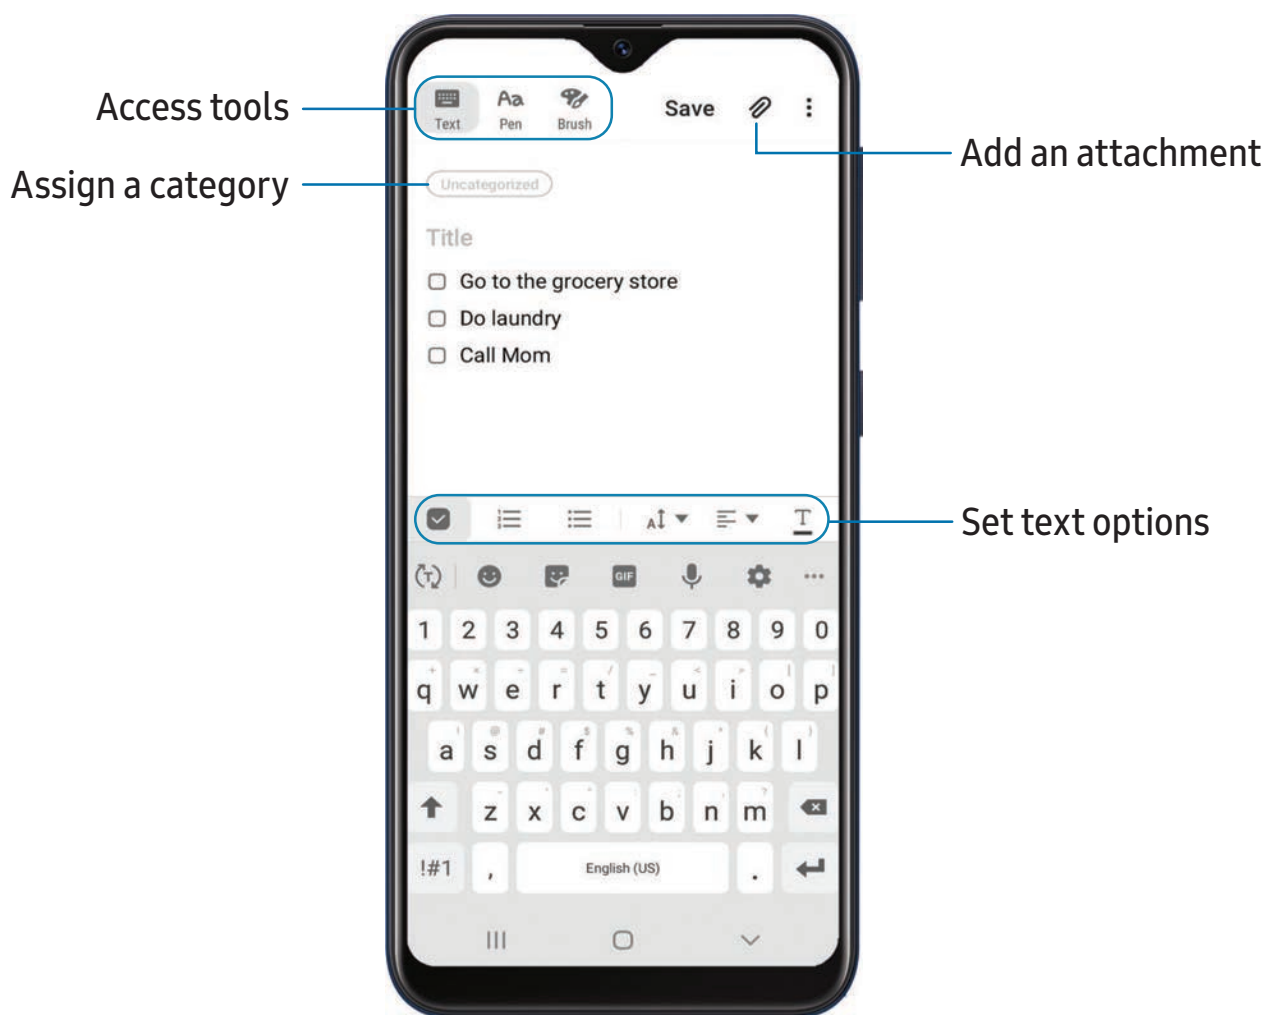 Access tools
Text Pen Brush
Save
Add an attachment
Assign a category
Uncategorized
Title
Go to the grocery store
Do laundry
Call Mom
A T
Set text options
T GIF
1 2 3 4 5 6 7 8 9 0
q w e r t y u i o p
a s d f g h j k l
z x c v b n m
!#1 , English (US) .